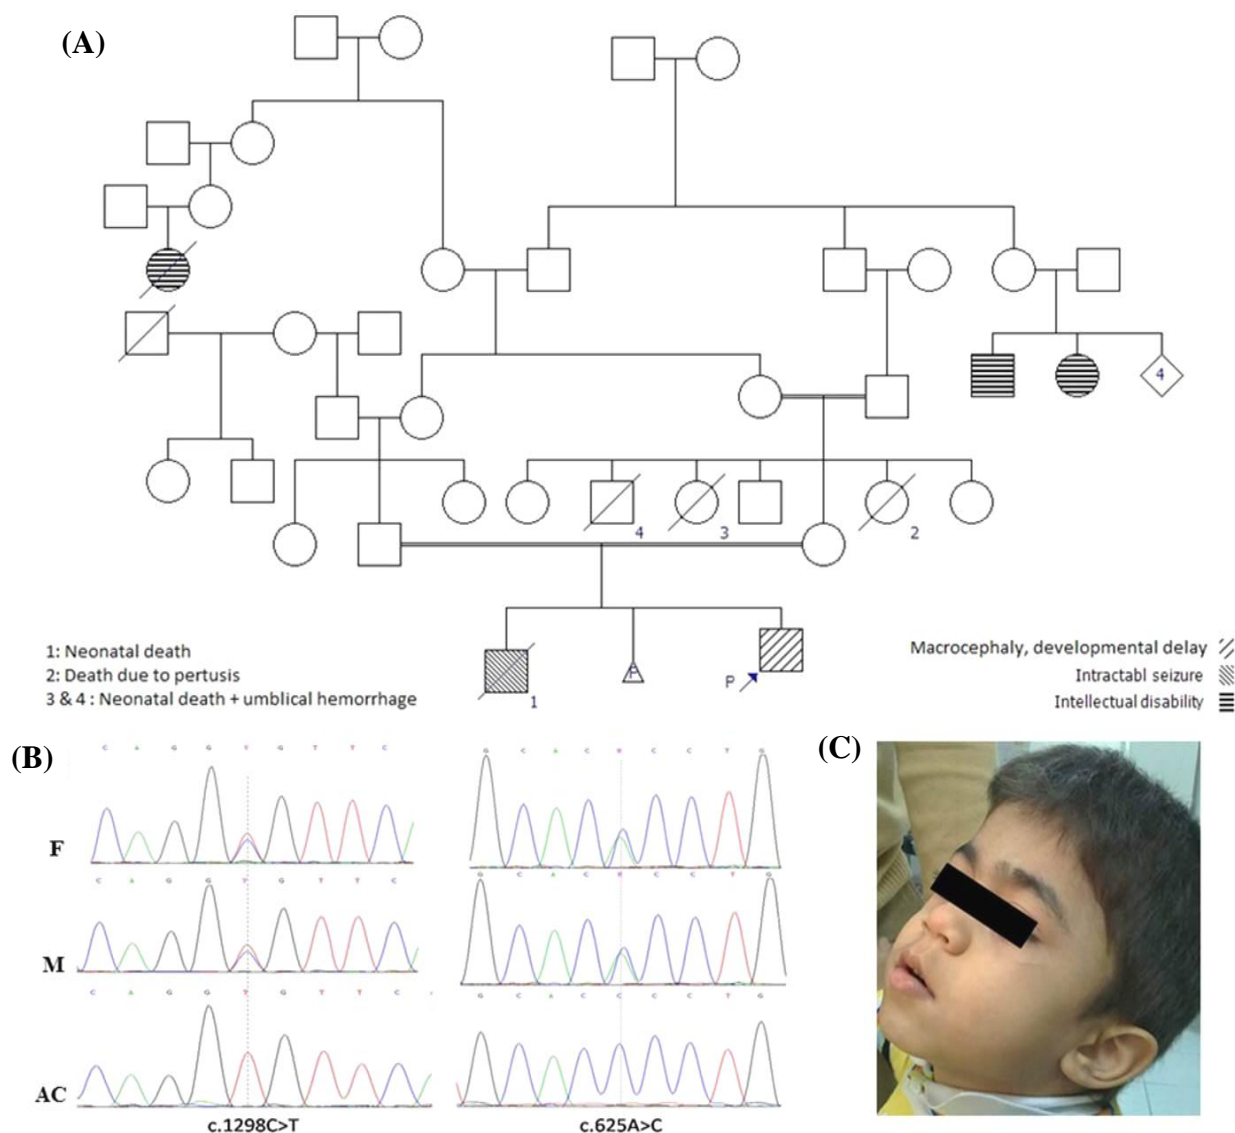 (A)
4
4 3 2
1: Neonatal death
2: Death due to pertusis
3 & 4 : Neonatal death + umblical hemorrhage
1
P
P
Macrocephaly, developmental delay
Intractabl seizure
Intellectual disability
(B)
F
C A G G G T T C
G C A C C C T G
M
C A G G G T T C
G C A C C C T G
AC
C A G G T G T T C
G C A C C C C T G
c.1298C>T
c.625A>C
(C)